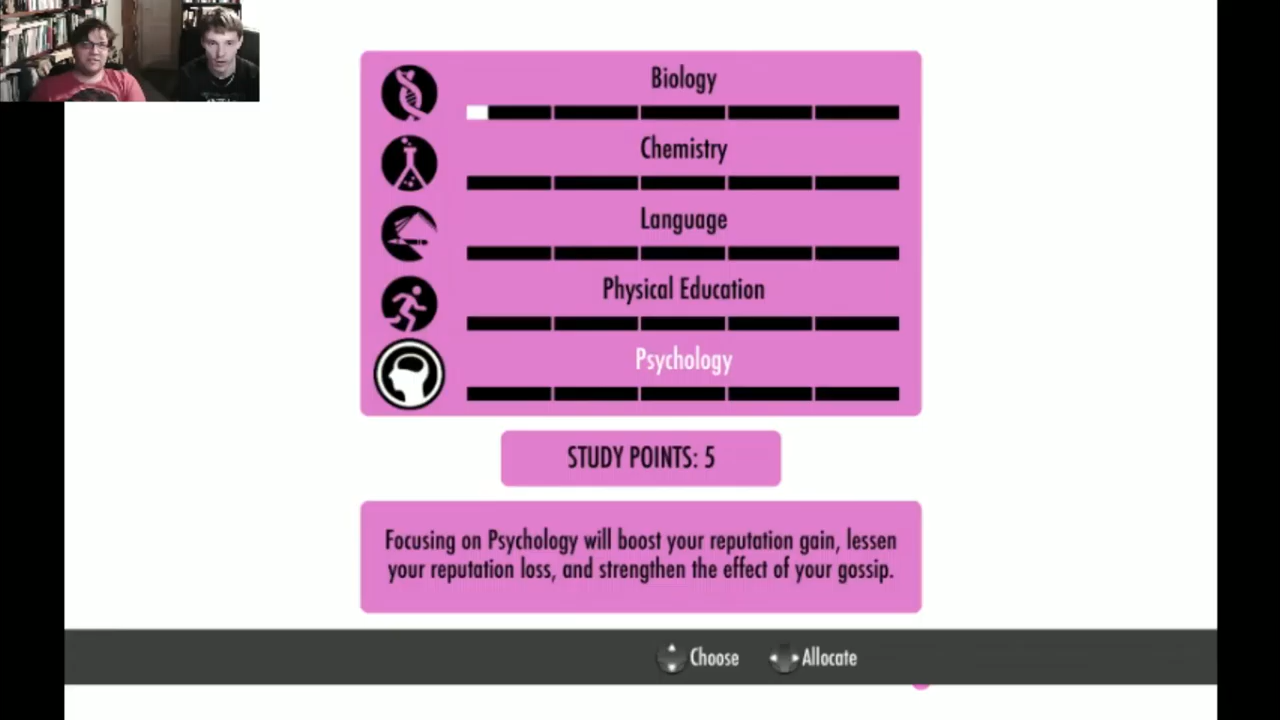 Biology
Chemistry
Language
Physical Education
Psychology
STUDY POINTS: 5
Focusing on Psychology will boost your reputation gain, lessen
your reputation loss, and strengthen the effect of your gossip.
Choose Allocate